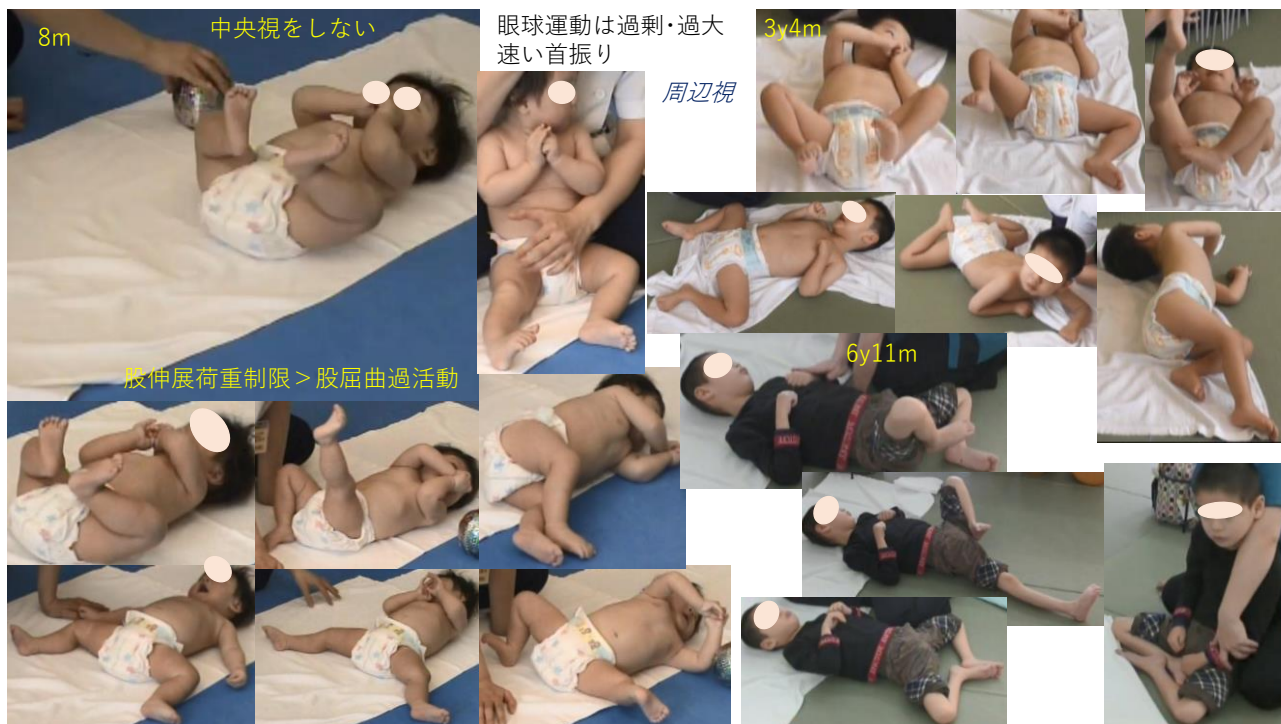 8m
中央視をしない
眼球運動は過剰･過大
速い首振り
周辺視
3y4m
股伸展荷重制限＞股屈曲過活動
6y11m